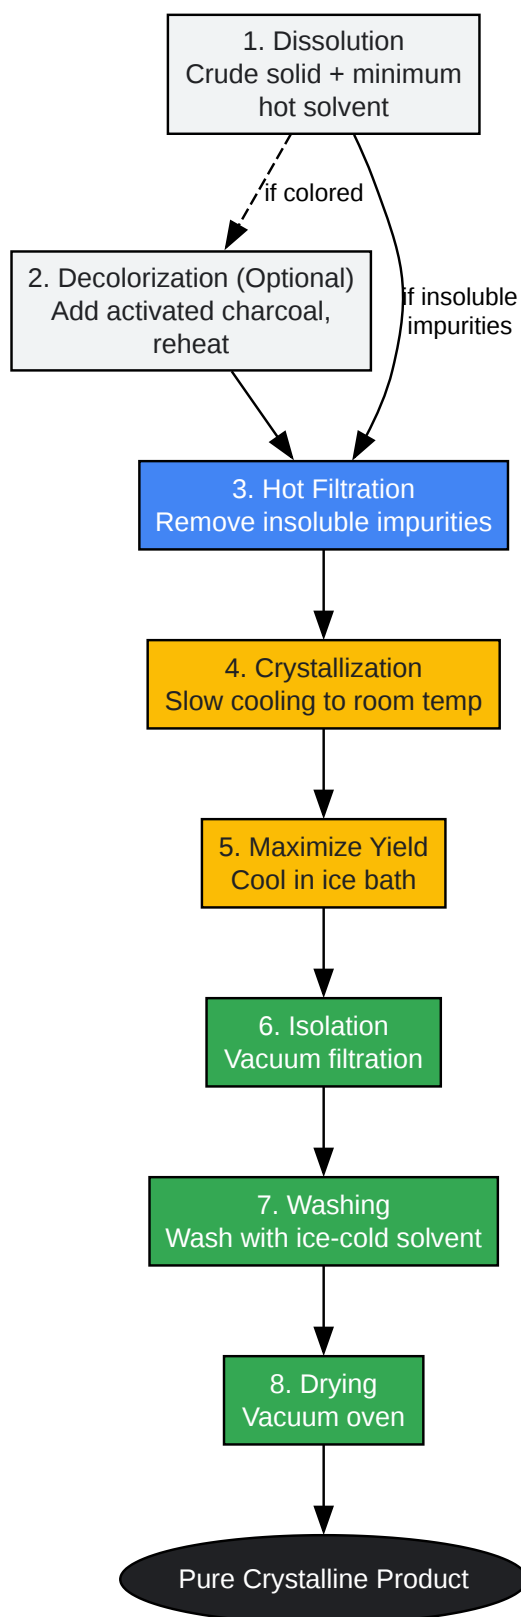 1. Dissolution
Crude solid + minimum
hot solvent
if colored
2. Decolorization (Optional)
Add activated charcoal,
reheat
if insoluble
impurities
3. Hot Filtration
Remove insoluble impurities
4. Crystallization
Slow cooling to room temp
5. Maximize Yield
Cool in ice bath
6. Isolation
Vacuum filtration
7. Washing
Wash with ice-cold solvent
8. Drying
Vacuum oven
Pure Crystalline Product